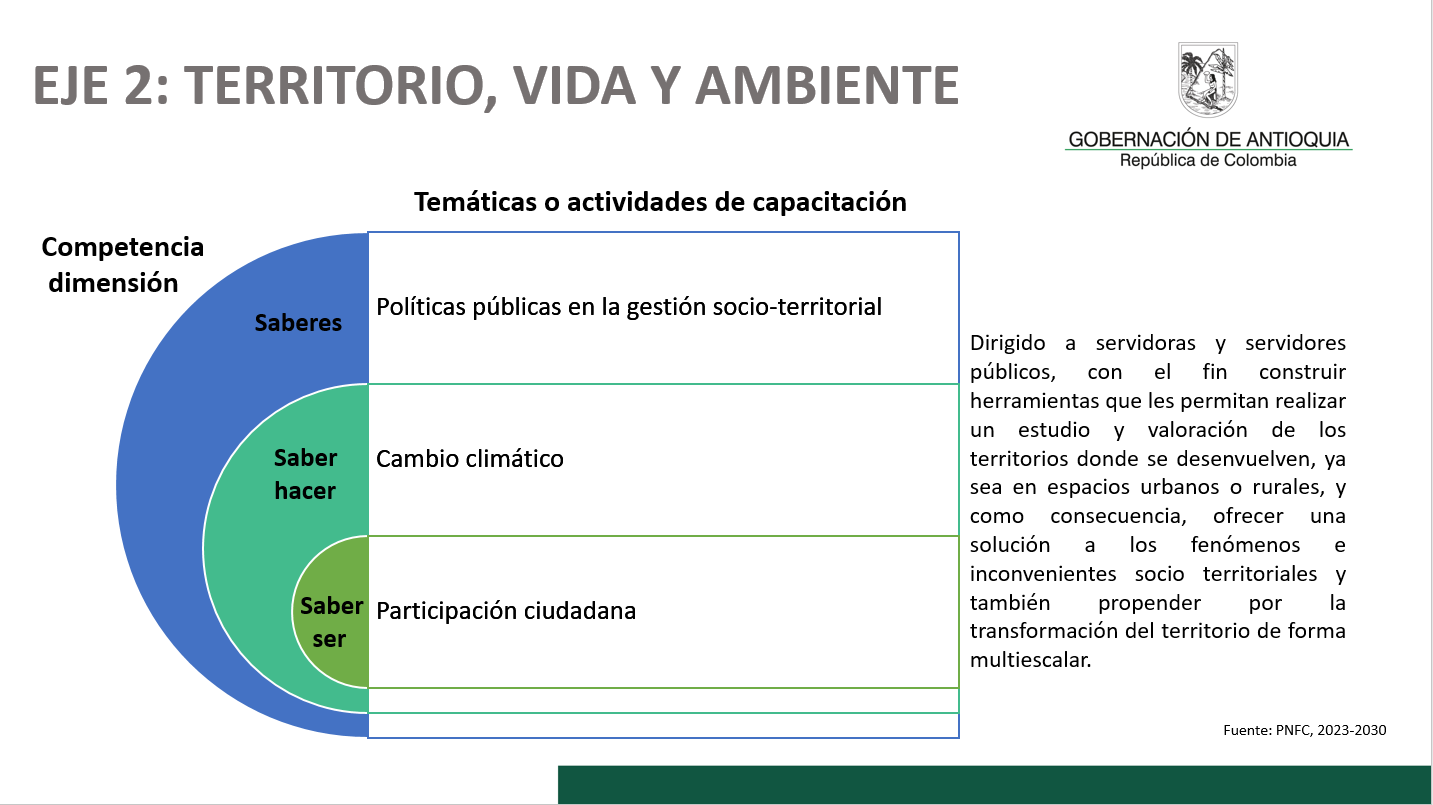 EJE 2: TERRITORIO, VIDA Y AMBIENTE
GOBERNACIÓN DE ANTIOQUIA
República de Colombia
Temáticas o actividades de capacitación
Competencia
dimensión
Saberes
Políticas públicas en la gestión socio-territorial
Saber
hacer
Cambio climático
Saber
ser
Participación ciudadana
Dirigido a servidoras y servidores
públicos, con el fin construir
herramientas que les permitan realizar
un estudio y valoración de los
territorios donde se desenvuelven, ya
sea en espacios urbanos o rurales, y
como consecuencia, ofrecer una
solución a los fenómenos e
inconvenientes socio territoriales y
también propender por la
transformación del territorio de forma
multiescalar.
Fuente: PNFC, 2023-2030